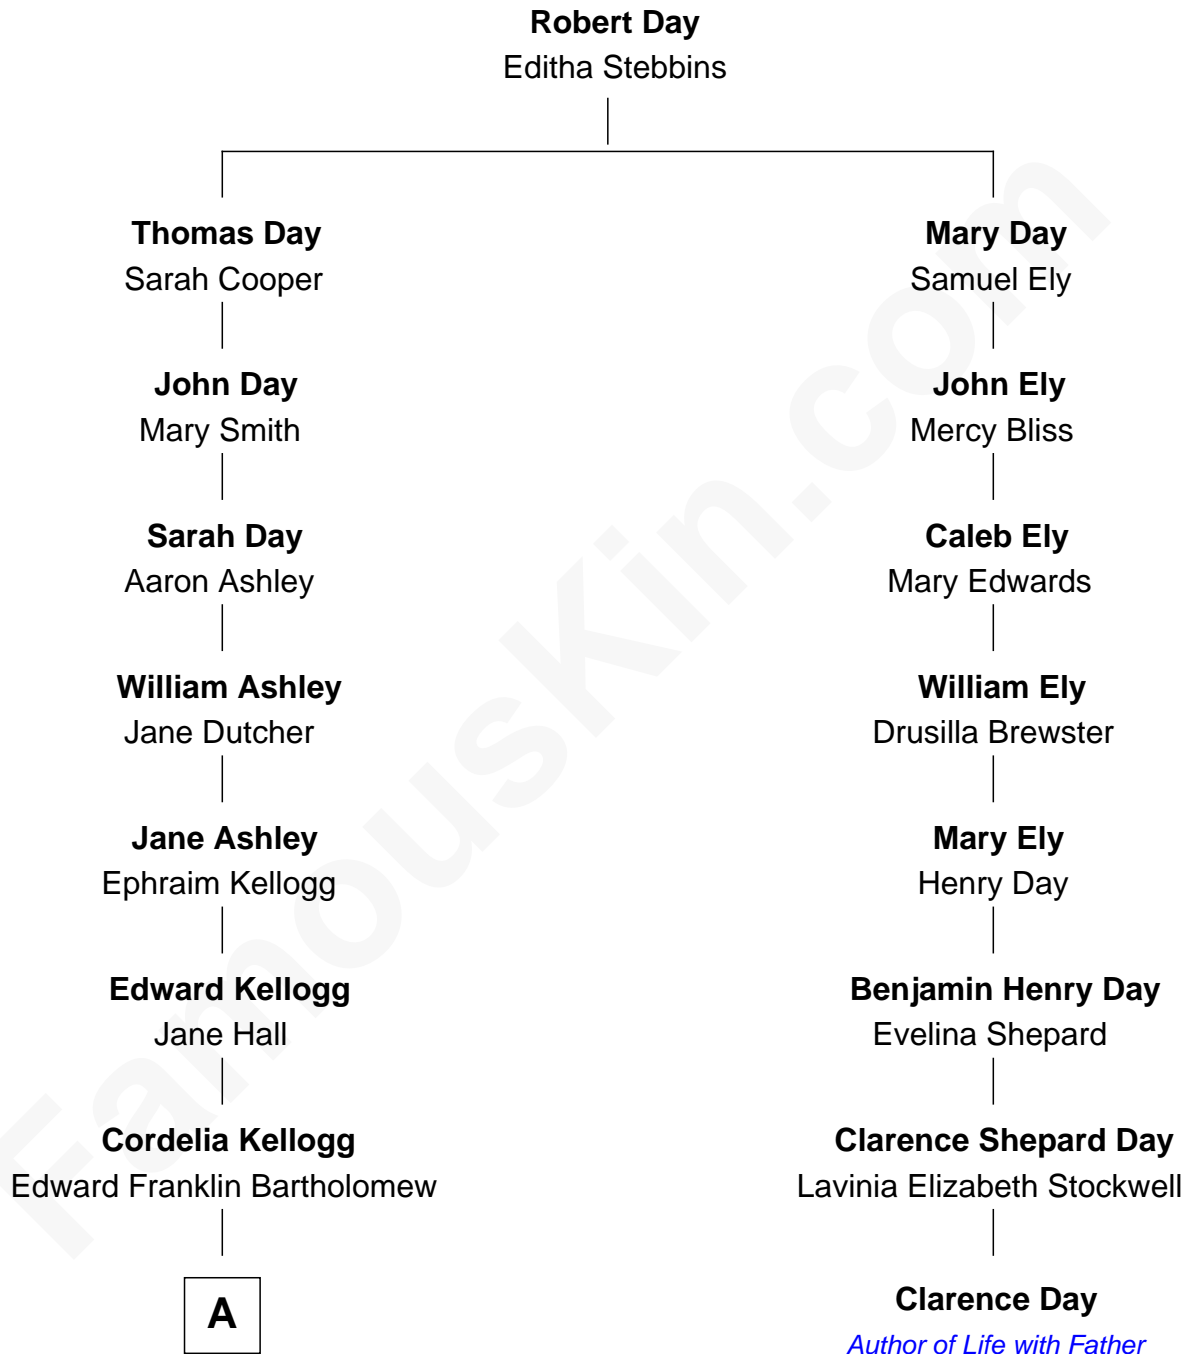 Robert Day
Editha Stebbins
Thomas Day
Sarah Cooper
John Day
Mary Smith
Sarah Day
Aaron Ashley
William Ashley
Jane Dutcher
Jane Ashley
Ephraim Kellogg
Edward Kellogg
Jane Hall
Cordelia Kellogg
Edward Franklin Bartholomew
A
Mary Day
Samuel Ely
John Ely
Mercy Bliss
Caleb Ely
Mary Edwards
William Ely
Drusilla Brewster
Mary Ely
Henry Day
Benjamin Henry Day
Evelina Shepard
Clarence Shepard Day
Lavinia Elizabeth Stockwell
Clarence Day
Author of Life with Father
FamousKin.com